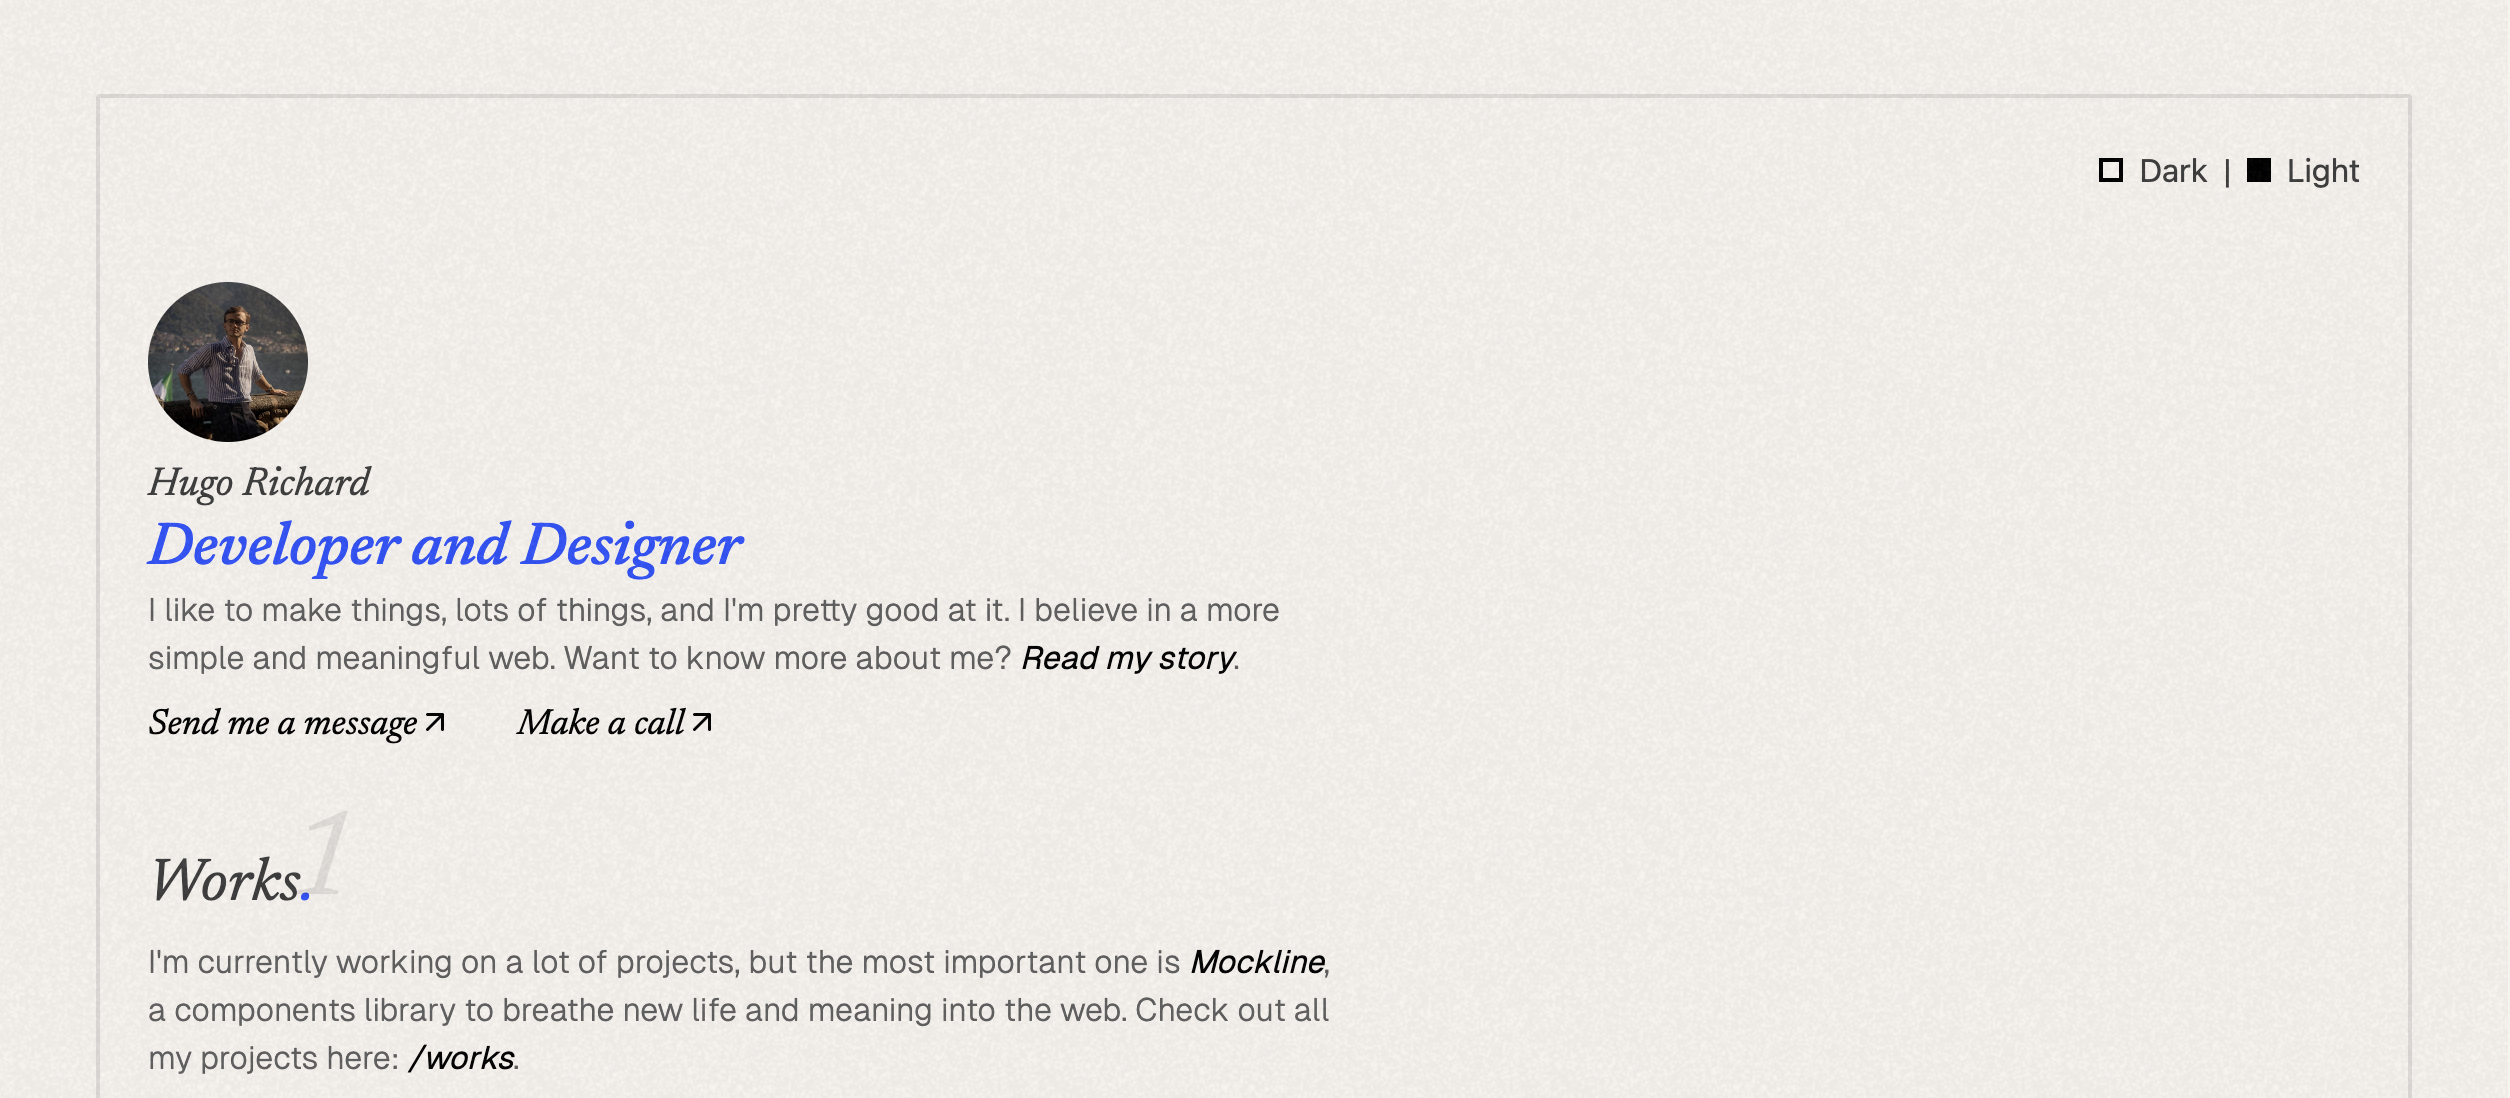 Dark | Light
Hugo Richard
Developer and Designer
I like to make things, lots of things, and I'm pretty good at it. I believe in a more
simple and meaningful web. Want to know more about me? Read my story.
Send me a message Make a call
1
Works.
I'm currently working on a lot of projects, but the most important one is Mockline,
a components library to breathe new life and meaning into the web. Check out all
my projects here: /works.